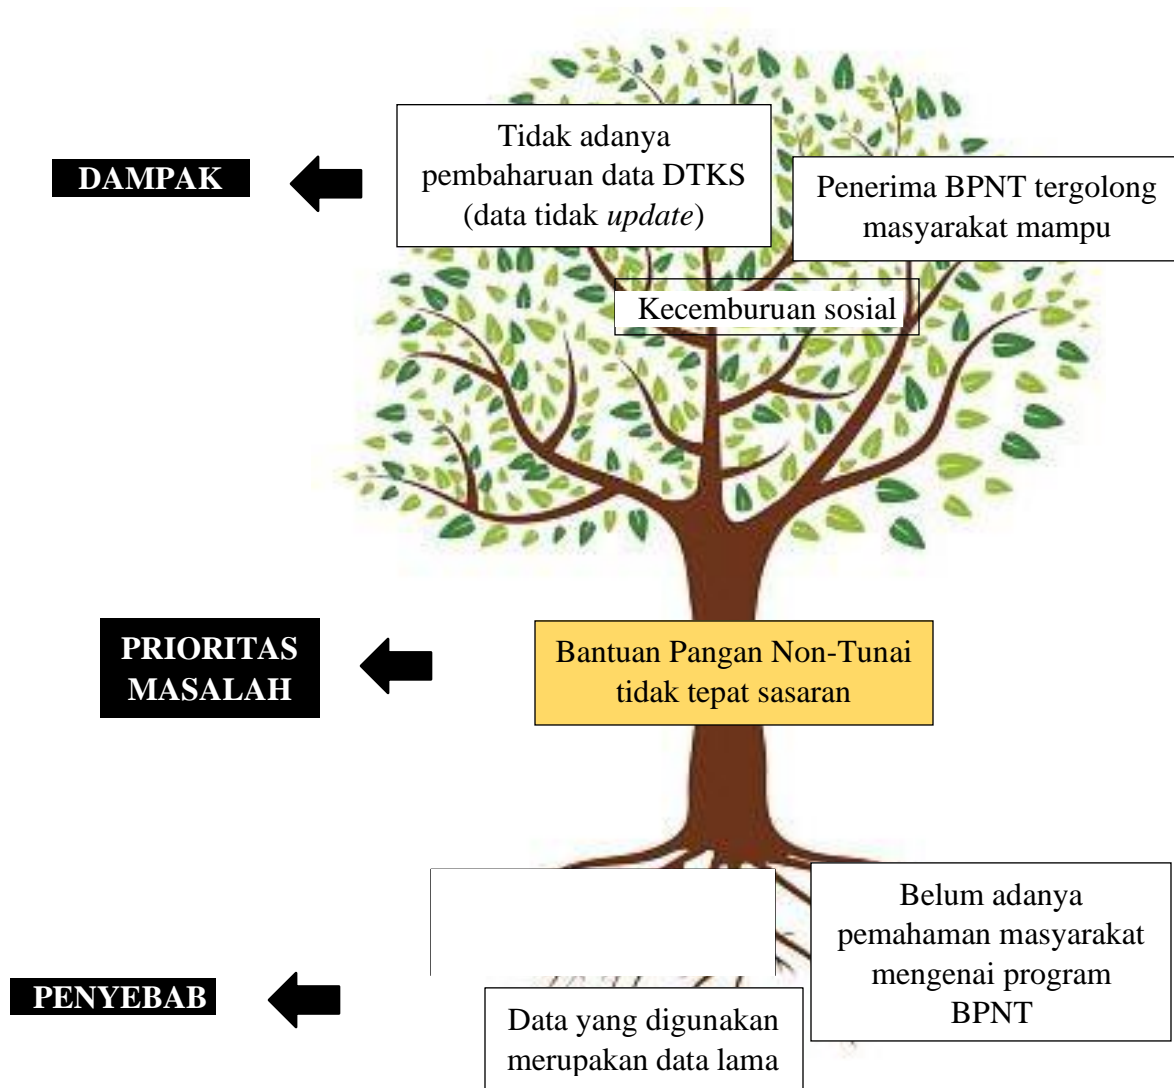 DAMPAK
Tidak adanya
pembaharuan data DTKS
(data tidak update)
Penerima BPNT tergolong
masyarakat mampu
Kecemburuan sosial
PRIORITAS
MASALAH
Bantuan Pangan Non-Tunai
tidak tepat sasaran
PENYEBAB
Data yang digunakan
merupakan data lama
Belum adanya
pemahaman masyarakat
mengenai program
BPNT